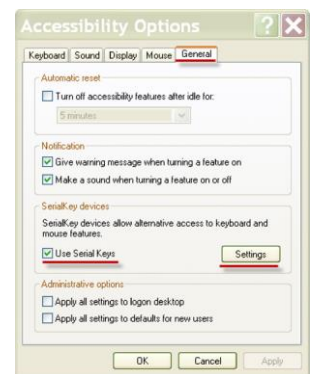 Accessibility Options
Keyboard Sound Display Mouse General
Automatic reset
Turn off accessibility features after idle for:
5 minutes
Notification
Give warning message when turning a feature on
Make a sound when turning a feature on or off
SerialKey devices
SerialKey devices allow alternative access to keyboard and
mouse features.
Use Serial Keys Settings
Administrative options
Apply all settings to logon desktop
Apply all settings to defaults for new users
OK Cancel Apply